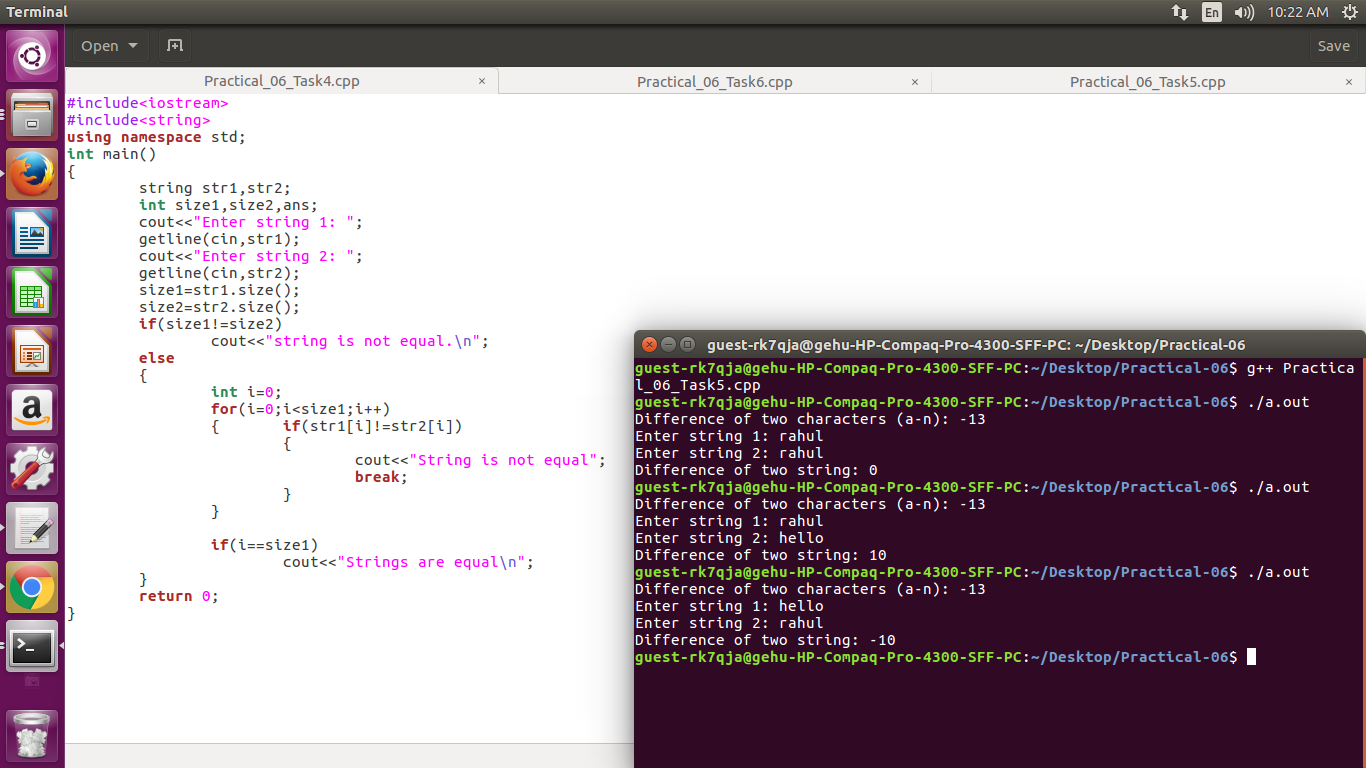 Terminal
En
10:22 AM
Open
Save
Practical_06_Task4.cpp × Practical_06_Task6.cpp × Practical_06_Task5.cpp ×
#include<iostream>
#include<string>
using namespace std;
int main()
{
        string str1,str2;
        int size1,size2,ans;
        cout<<"Enter string 1: ";
        getline(cin,str1);
        cout<<"Enter string 2: ";
        getline(cin,str2);
        size1=str1.size();
        size2=str2.size();
        if(size1!=size2)
                cout<<"string is not equal.\n";
        else
        {
                int i=0;
                for(i=0;i<size1;i++)
                {       if(str1[i]!=str2[i])
                        {
                                cout<<"String is not equal";
                                break;
                        }
                }

                if(i==size1)
                        cout<<"Strings are equal\n";
        }
        return 0;
}
guest-rk7qja@gehu-HP-Compaq-Pro-4300-SFF-PC: ~/Desktop/Practical-06
guest-rk7qja@gehu-HP-Compaq-Pro-4300-SFF-PC:~/Desktop/Practical-06$ g++ Practica
l_06_Task5.cpp
guest-rk7qja@gehu-HP-Compaq-Pro-4300-SFF-PC:~/Desktop/Practical-06$ ./a.out
Difference of two characters (a-n): -13
Enter string 1: rahul
Enter string 2: rahul
Difference of two string: 0
guest-rk7qja@gehu-HP-Compaq-Pro-4300-SFF-PC:~/Desktop/Practical-06$ ./a.out
Difference of two characters (a-n): -13
Enter string 1: rahul
Enter string 2: hello
Difference of two string: 10
guest-rk7qja@gehu-HP-Compaq-Pro-4300-SFF-PC:~/Desktop/Practical-06$ ./a.out
Difference of two characters (a-n): -13
Enter string 1: hello
Enter string 2: rahul
Difference of two string: -10
guest-rk7qja@gehu-HP-Compaq-Pro-4300-SFF-PC:~/Desktop/Practical-06$